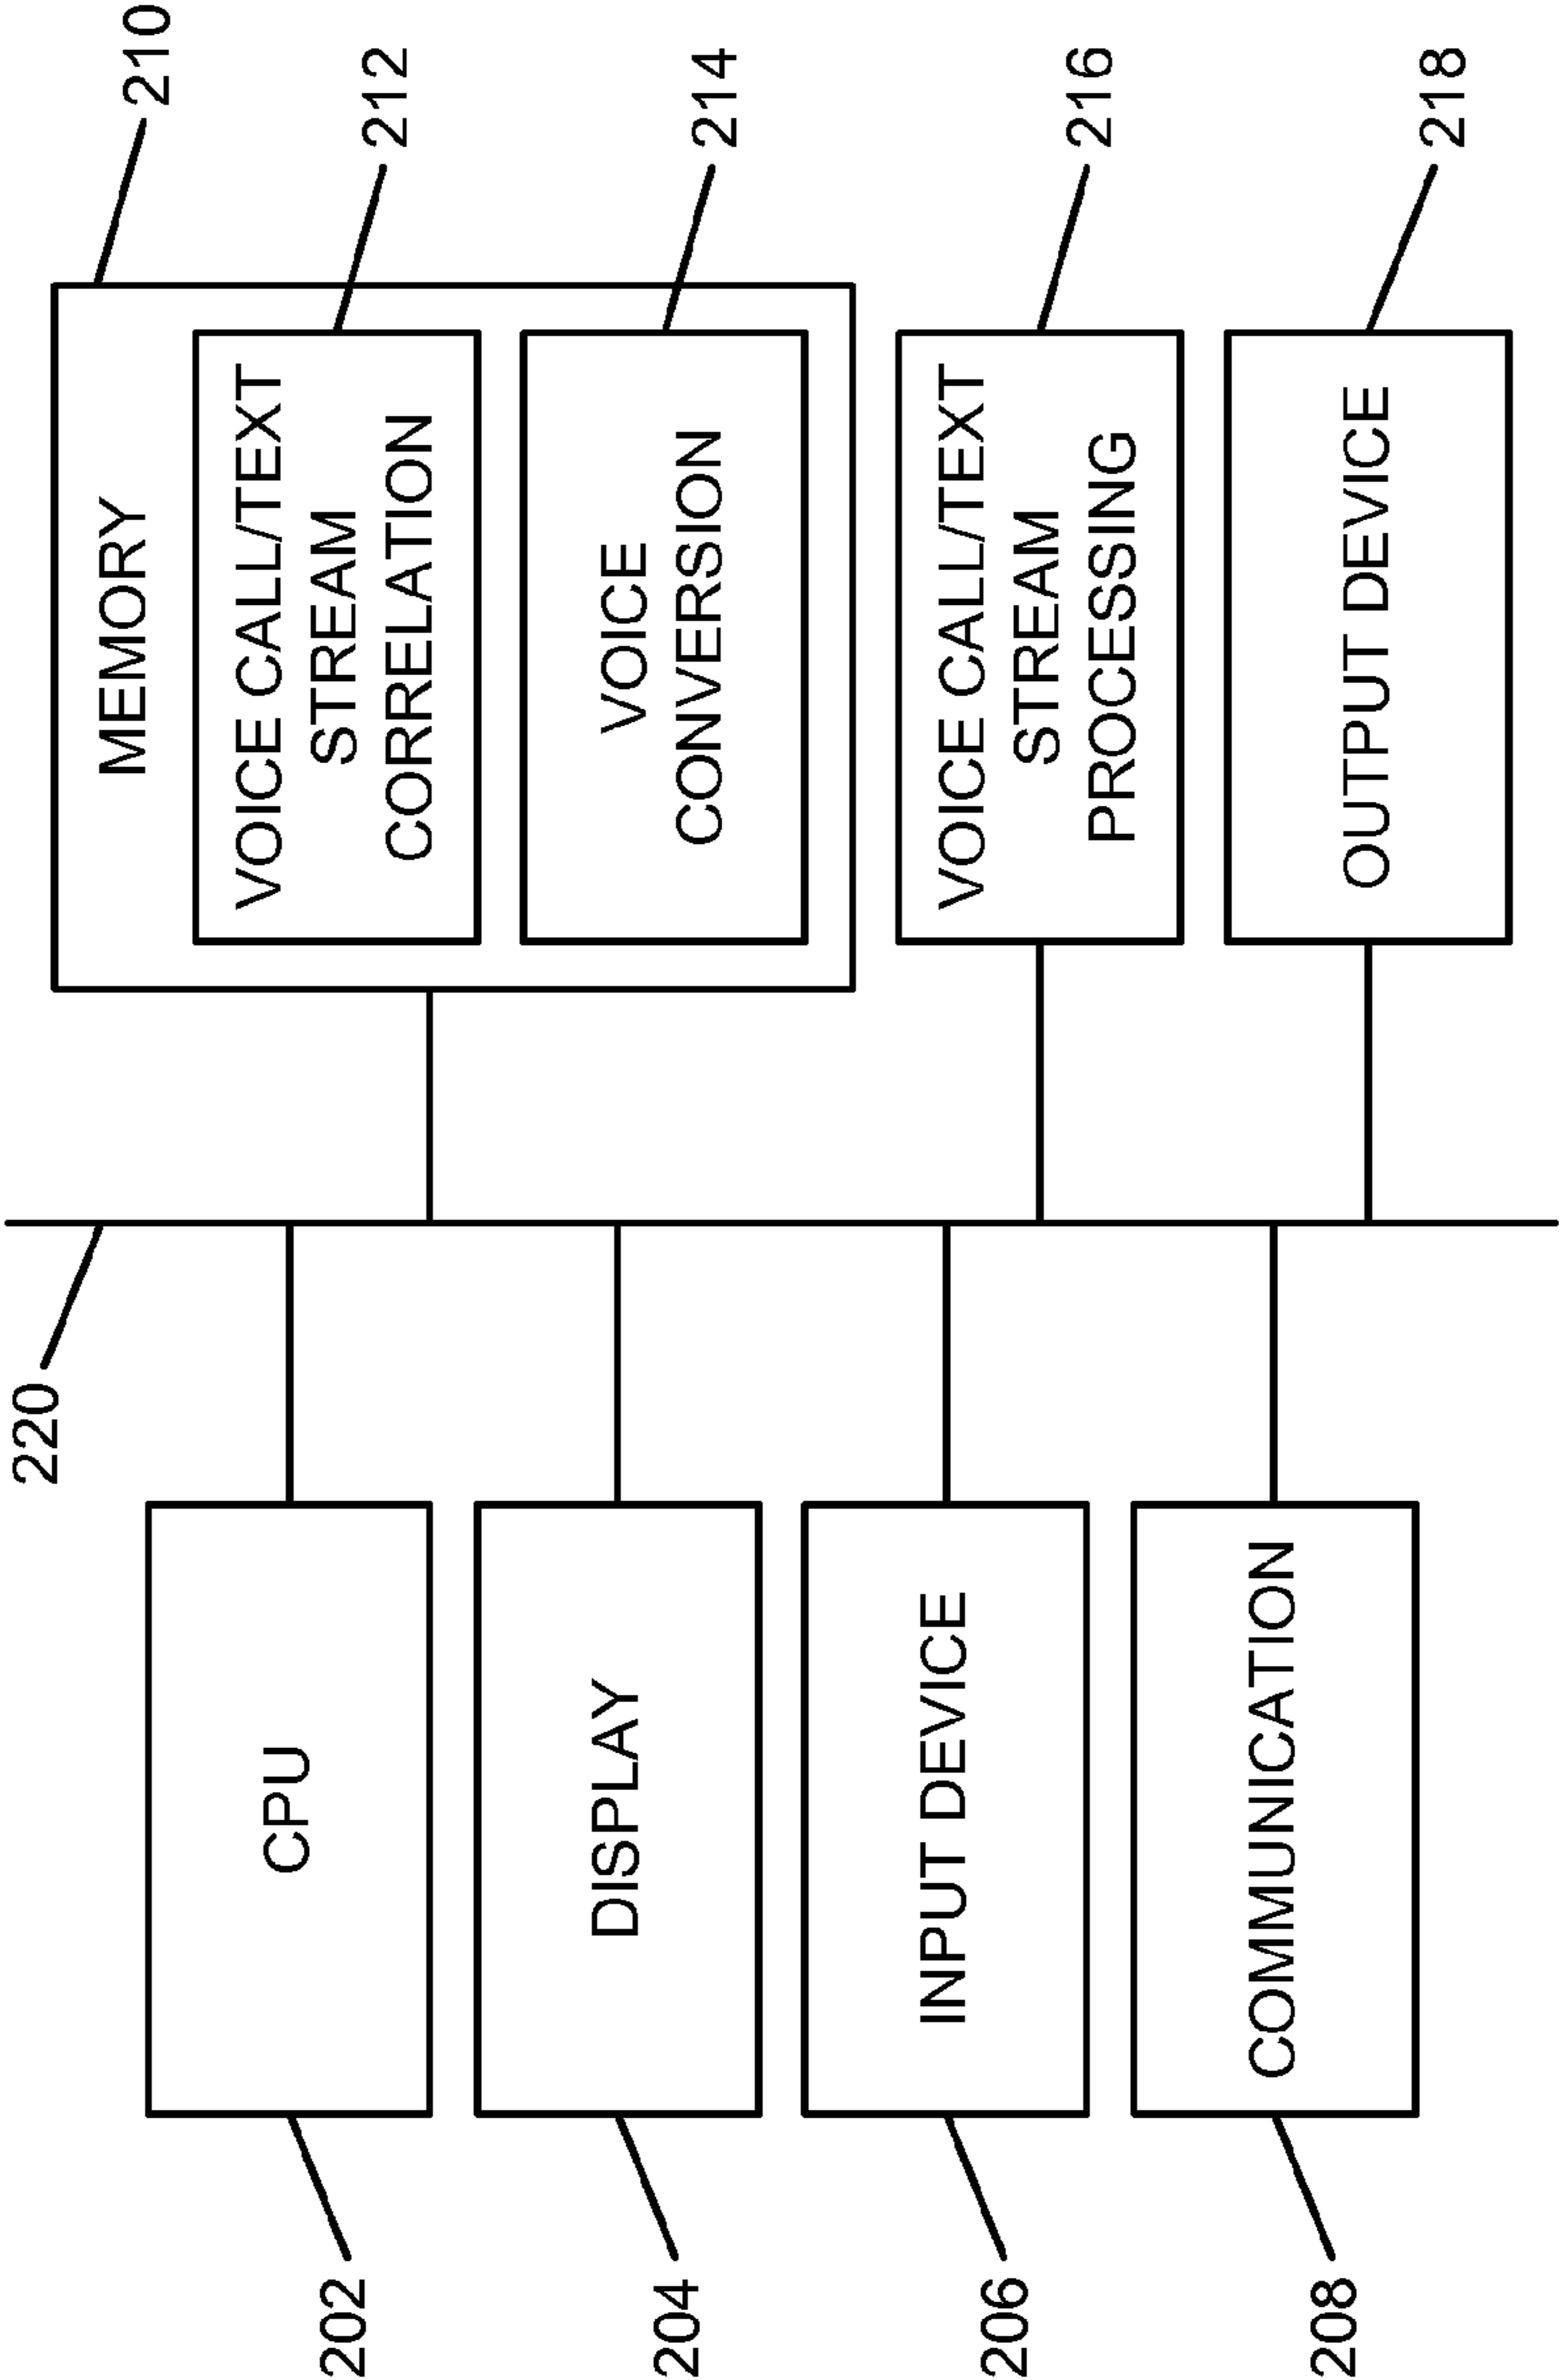 202
CPU
204
DISPLAY
206
INPUT DEVICE
208
COMMUNICATION
220
210
MEMORY
212
VOICE CALL/TEXT
STREAM
CORRELATION
214
VOICE
CONVERSION
216
VOICE CALL/TEXT
STREAM
PROCESSING
218
OUTPUT DEVICE